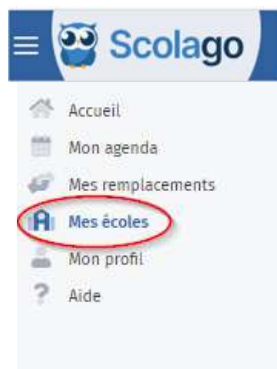 Scolago
Accueil
Mon agenda
Mes remplacements
Mes écoles
Mon profil
? Aide